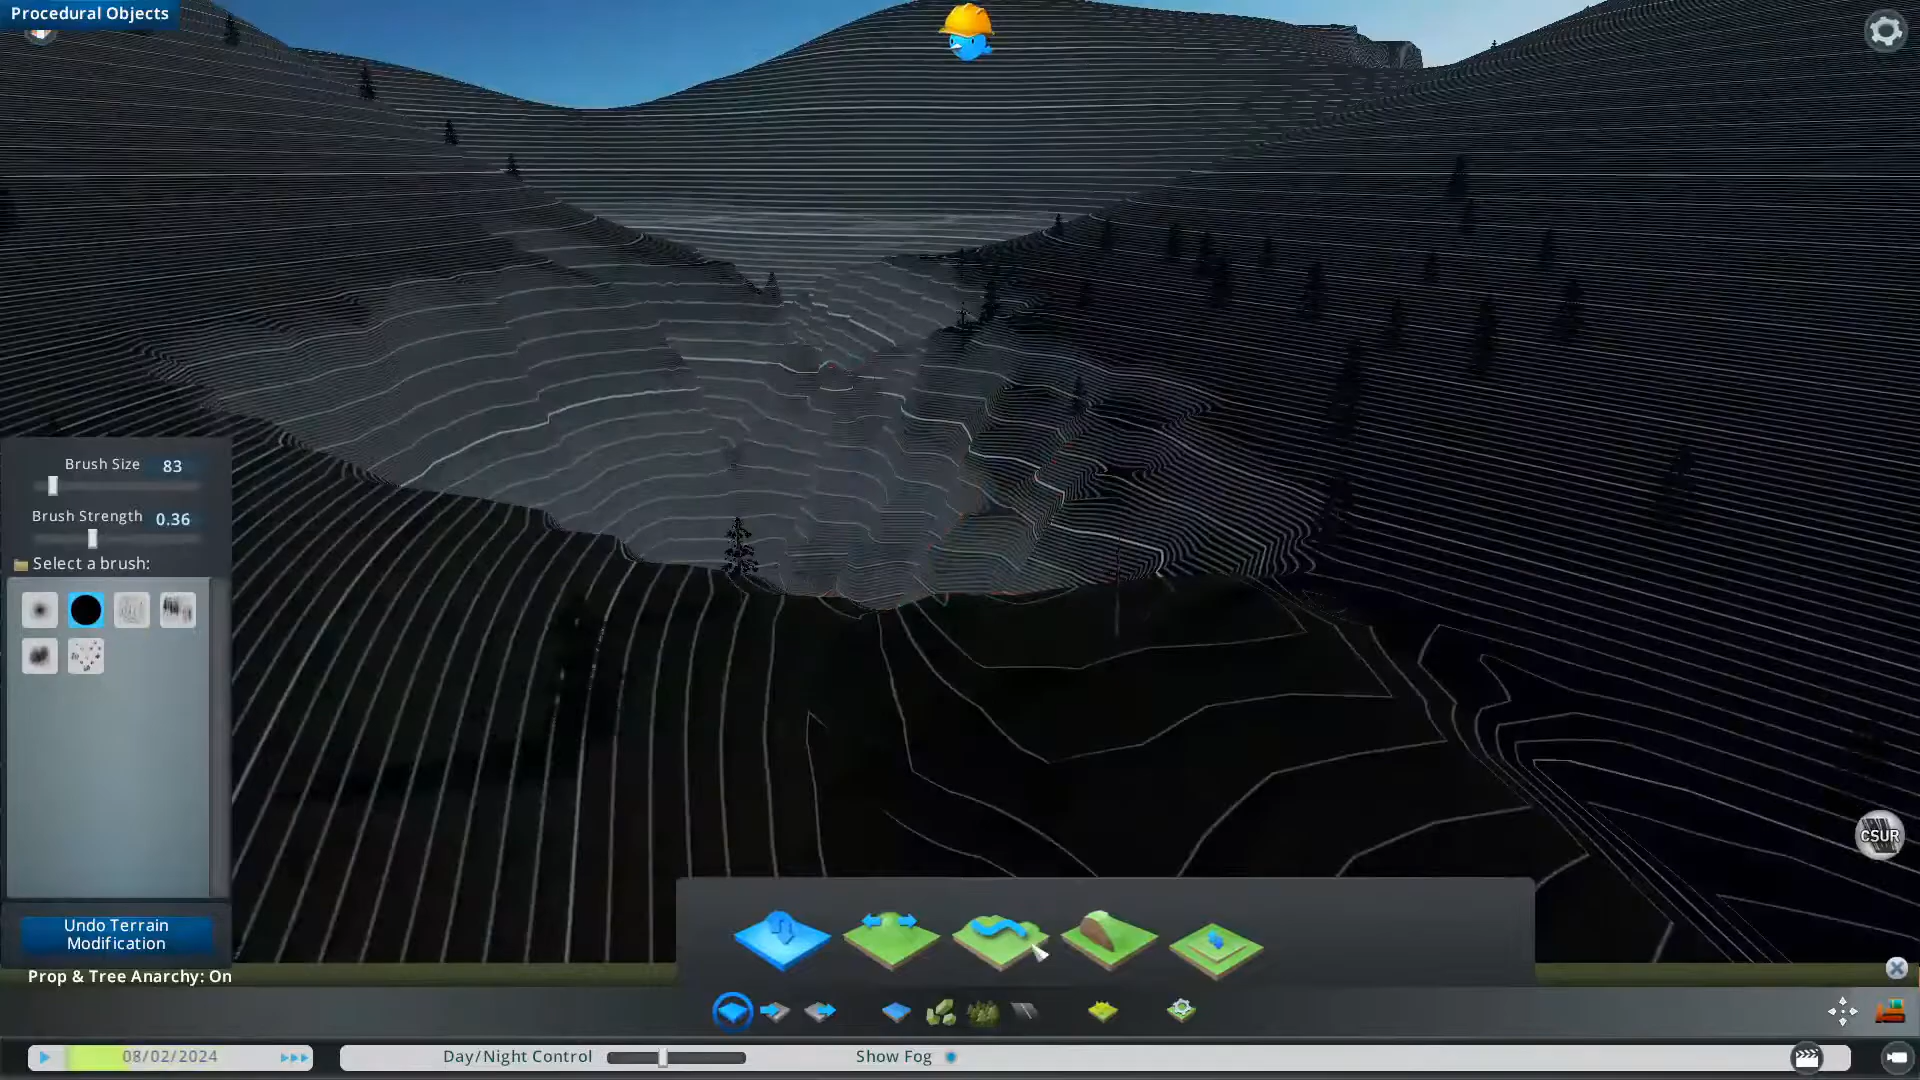 Procedural Objects
Brush Size 83
Brush Strength 0.36
Select a brush:
CSUR
Undo Terrain
Modification
Prop & Tree Anarchy: On
08/02/2024
Day/Night Control
Show Fog